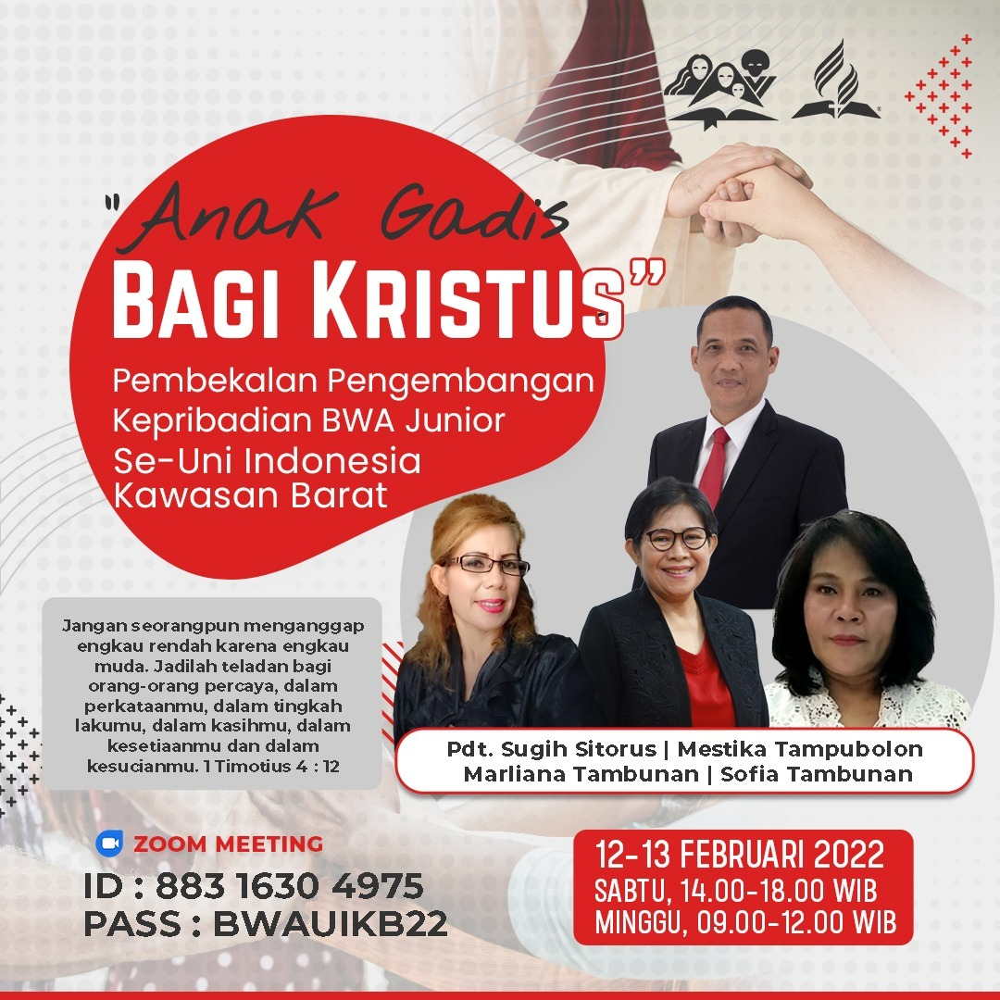 "Anak Gadis
BAGI KRISTUS"
Pembekalan Pengembangan
Kepribadian BWA Junior
Se-Uni Indonesia
Kawasan Barat
Jangan seorangpun menganggap
engkau rendah karena engkau
muda. Jadilah teladan bagi
orang-orang percaya, dalam
perkataanmu, dalam tingkah
lakumu, dalam kasihmu, dalam
kesetiaanmu dan dalam
kesucianmu. 1 Timotius 4 : 12
Pdt. Sugih Sitorus | Mestika Tampubolon
Marliana Tambunan | Sofia Tambunan
ZOOM MEETING
ID : 883 1630 4975
PASS : BWAUIKB22
12-13 FEBRUARI 2022
SABTU, 14.00-18.00 WIB
MINGGU, 09.00-12.00 WIB